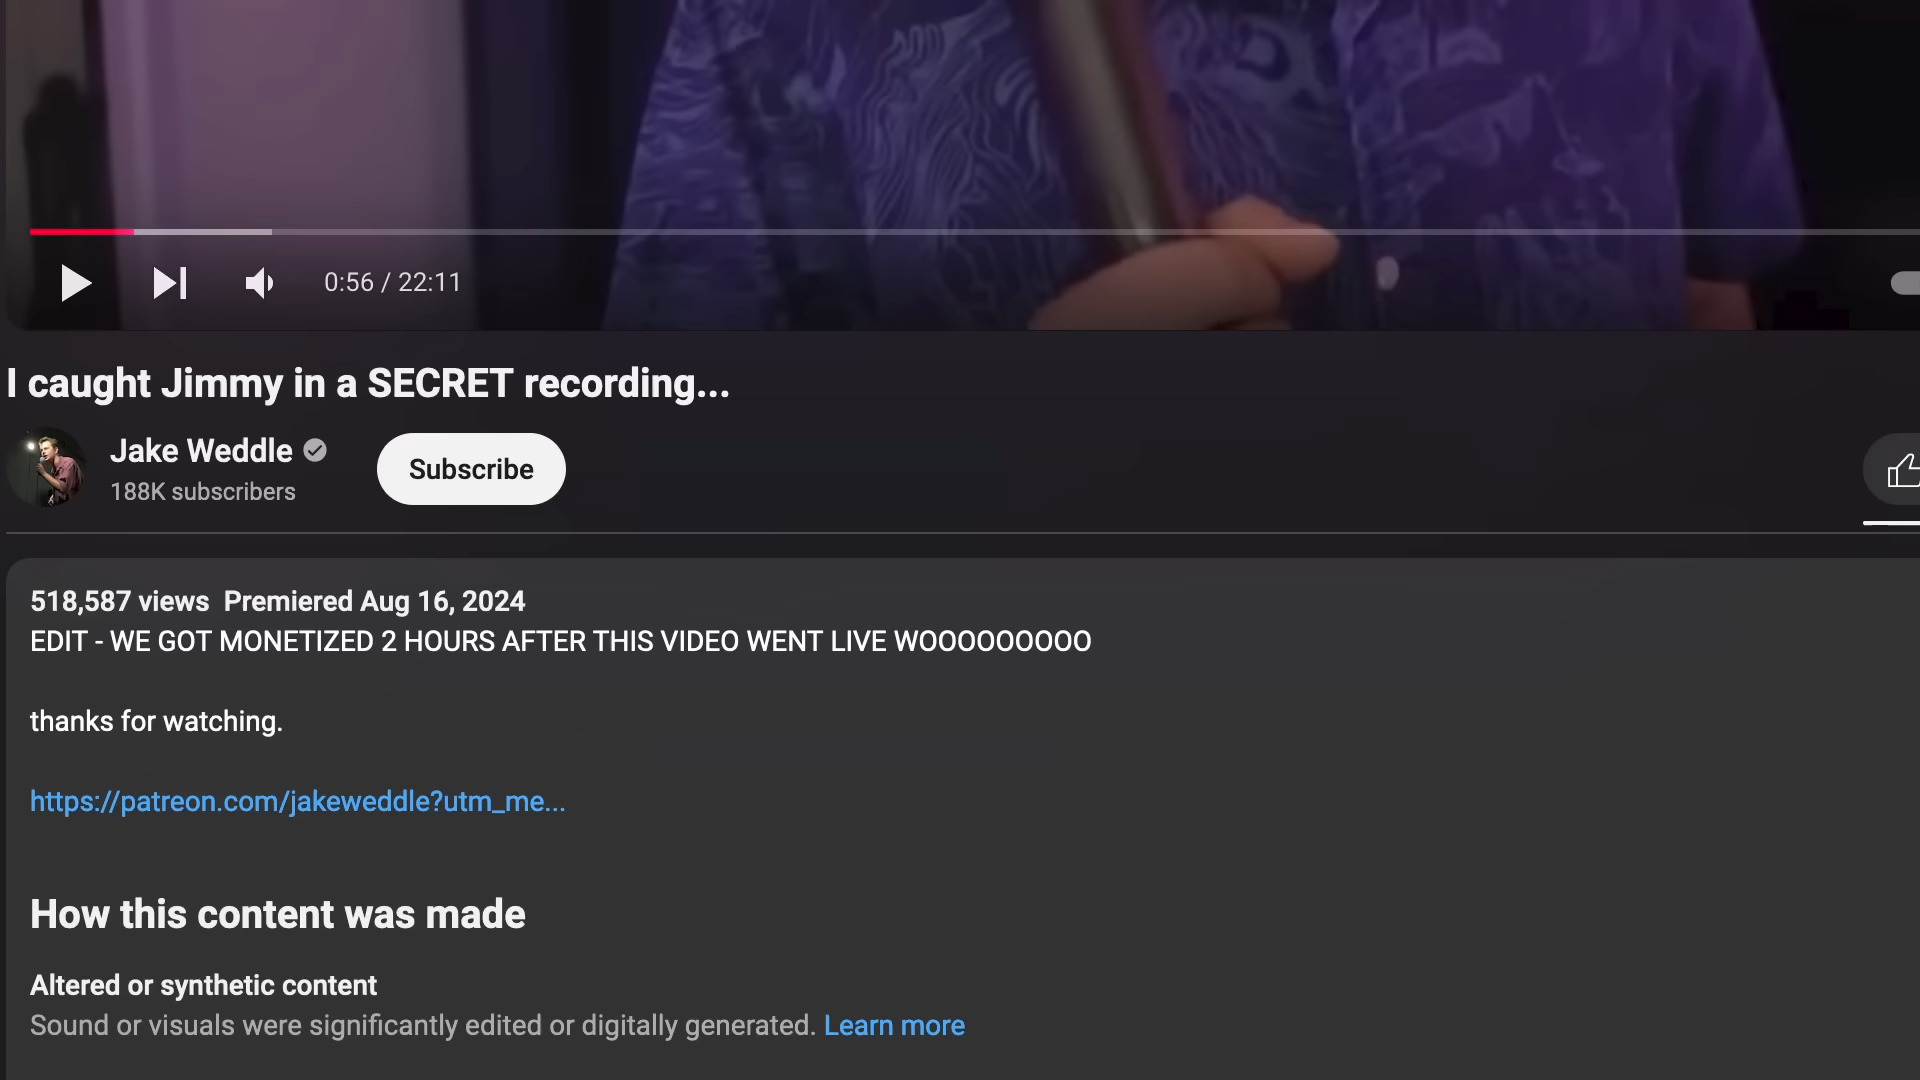 0:56 / 22:11
I caught Jimmy in a SECRET recording...
Jake Weddle
188K subscribers
Subscribe
518,587 views Premiered Aug 16, 2024
EDIT - WE GOT MONETIZED 2 HOURS AFTER THIS VIDEO WENT LIVE WOOOOOOOOO
thanks for watching.
https://patreon.com/jakeweddle?utm_me...
How this content was made
Altered or synthetic content
Sound or visuals were significantly edited or digitally generated. Learn more